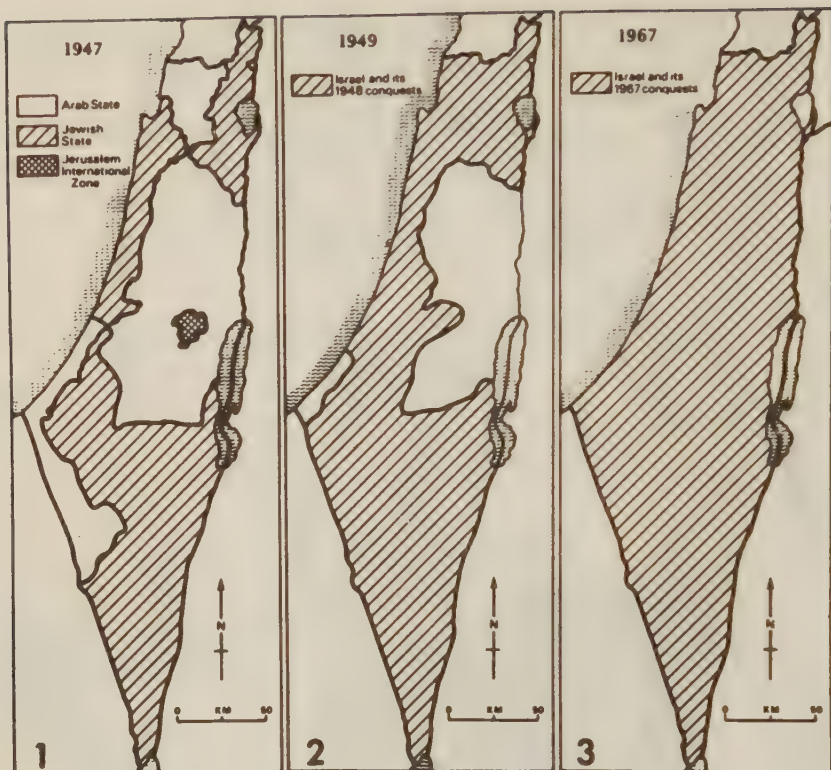 1947
Arab State
Jewish
State
Jerusalem
International
Zone
N
0 KM 50
1
1949
Israel and its
1948 conquests
N
0 KM 50
2
1967
Israel and its
1967 conquests
N
0 KM 50
3